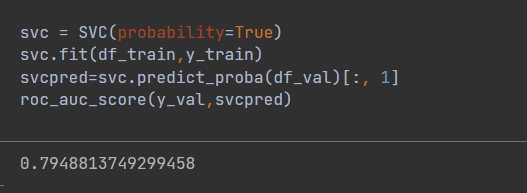 svc = SVC(probability=True)
svc.fit(df_train,y_train)
svcpred=svc.predict_proba(df_val)[:, 1]
roc_auc_score(y_val,svcpred)
0.7948813749299458